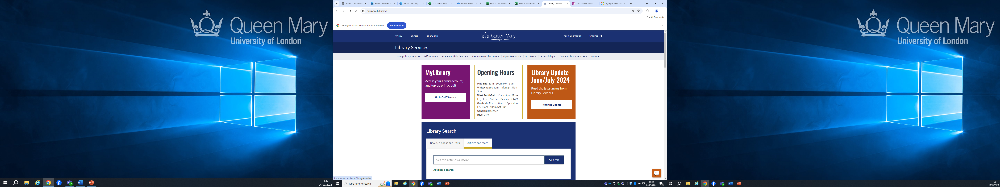 Queen Mary
University of London
11:20
04/09/2024
Sierra - Queen M
Email - Nick Holl
Email - [Shared] L
DDS 100% Extra
Future Rotas - O
Rota 9 - 15 Septe
Rota 2-8 Septem
Library Services -
My Dataset Reco
Trying to take a s
qmul.ac.uk/library/
All Bookmarks
Google Chrome isn't your default browser
Set as default
STUDY
ABOUT
RESEARCH
Queen Mary
University of London
FIND AN EXPERT
SEARCH
Library Services
Using Library Services
Self Service
Academic Skills Centre
Resources & Collections
Open Research
Archives
Accessibility
Contact Library Services
More +
MyLibrary
Access your library account,
and top up print credit
Go to Self Service
Opening Hours
Mile End: 8am - 10pm Mon-Sun
Whitechapel: 8am - midnight Mon-
Sun
West Smithfield: 10am - 8pm Mon-
Fri, Closed Sat-Sun. Basement 24/7
Graduate Centre: 8am - 10pm Mon-
Fri, 10am - 10pm Sat-Sun
Canalside: Closed
Hive: 24/7
Library Update
June/July 2024
Read the latest news from
Library Services
Read the update
Library Search
Books, e-books and DVDs
Articles and more
Search articles & more
Search
Advanced search
https://www.qmul.ac.uk/library/#articles
Type here to search
11:20
04/09/2024
Queen Mary
University of London
11:20
04/09/2024